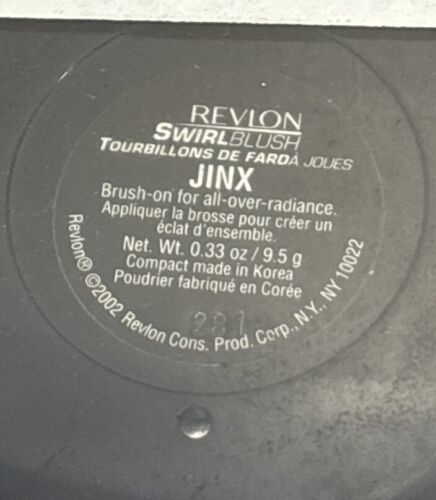 REVLON
SWIRLBLUSH
TOURBILLONS DE FARD À JOUES
JINX
Brush-on for all-over-radiance.
Appliquer la brosse pour créer un
éclat d'ensemble.
Net. Wt. 0.33 oz / 9.5 g
Compact made in Korea
Poudrier fabriqué en Corée
281
Revlon® ©2002 Revlon Cons. Prod. Corp., N.Y., NY 10022